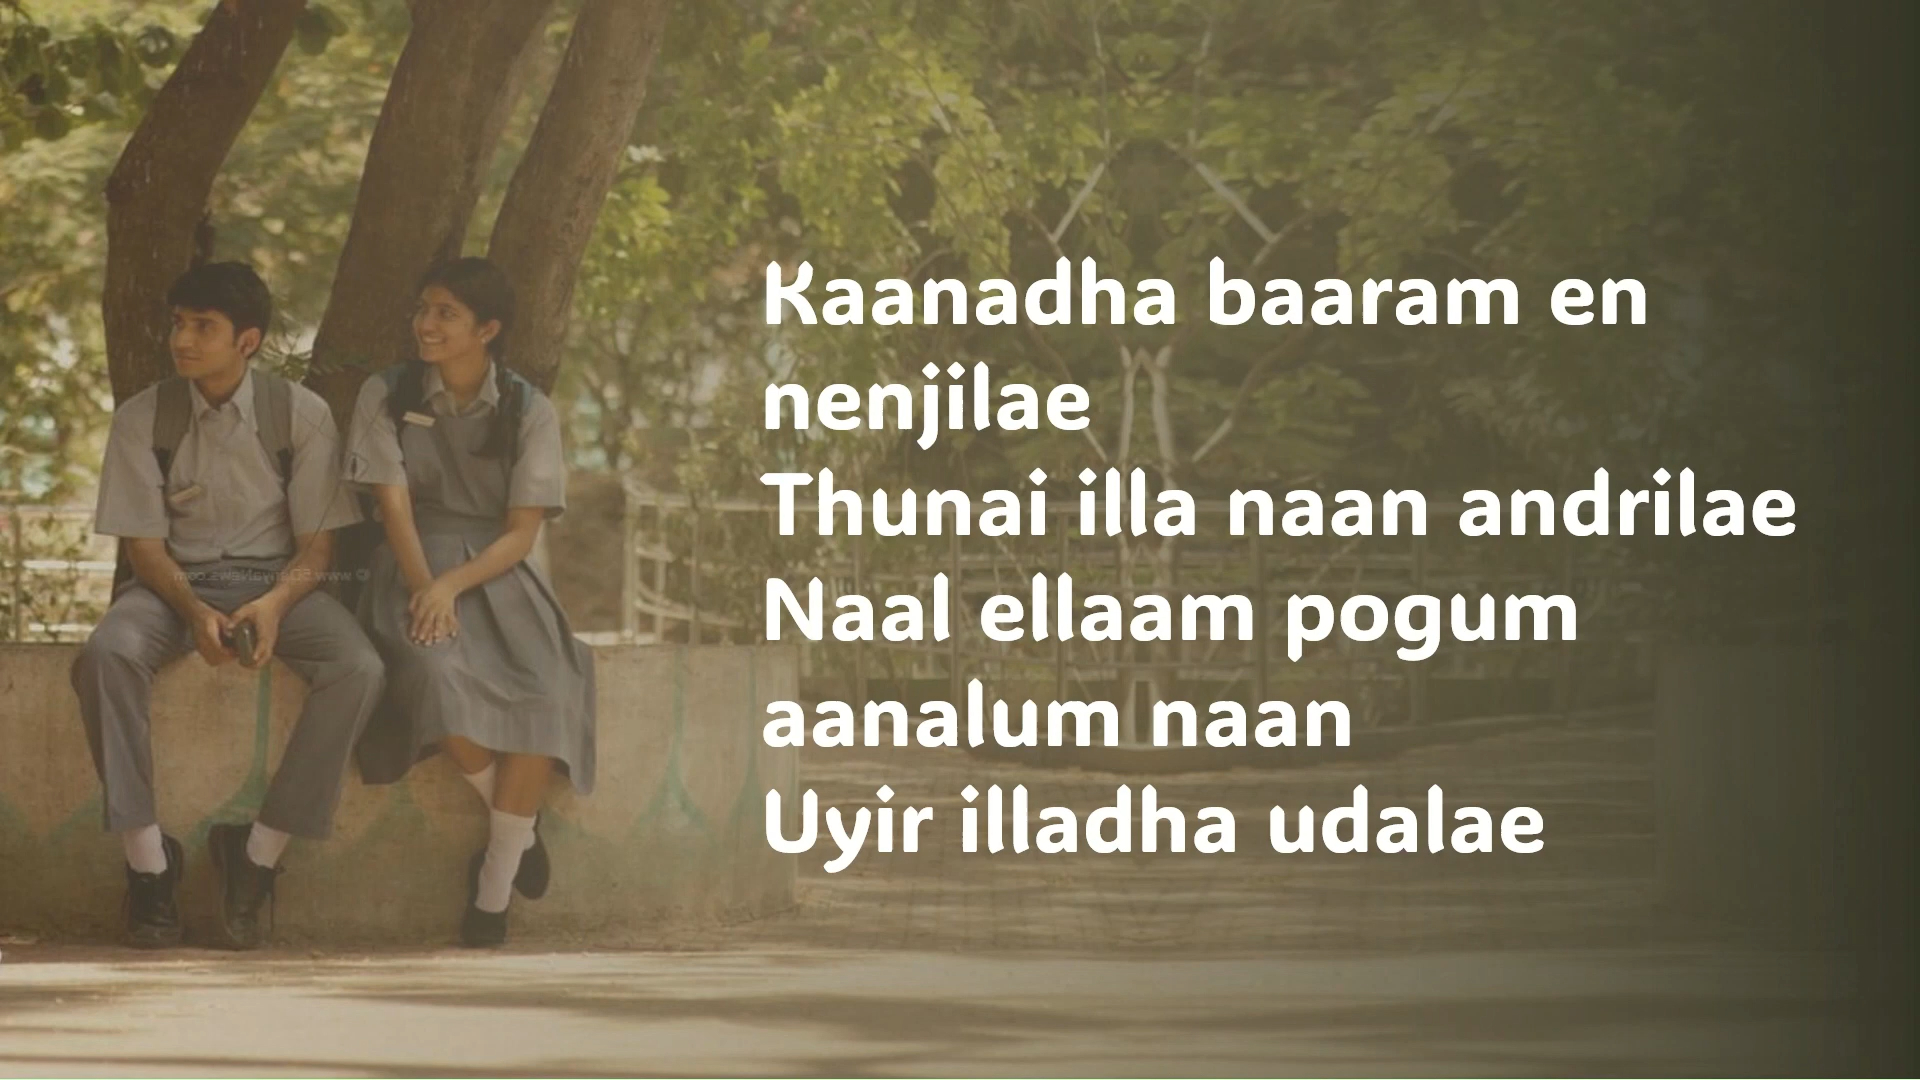 Kaanadha baaram en
nenjilae
Thunai illa naan andrilae
Naal ellaam pogum
aanalum naan
Uyir illadha udalae